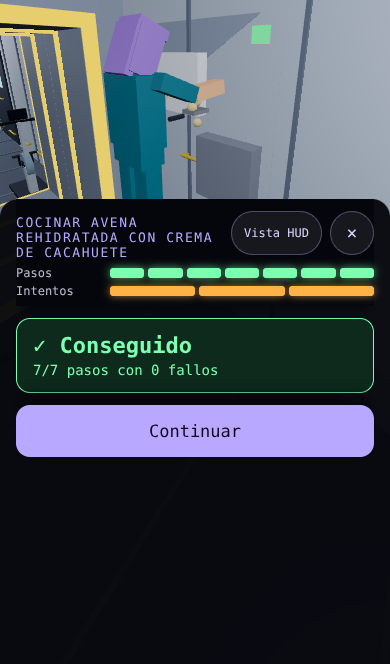 COCINAR AVENA
REHIDRATADA CON CREMA
DE CACAHUETE
Vista HUD
×
Pasos
Intentos
✓ Conseguido
7/7 pasos con 0 fallos
Continuar